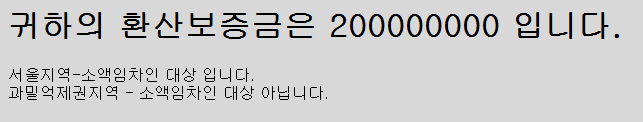 귀하의 환산보증금은 200000000 입니다.
서울지역-소액임차인 대상 입니다.
과밀억제권지역 - 소액임차인 대상 아닙니다.